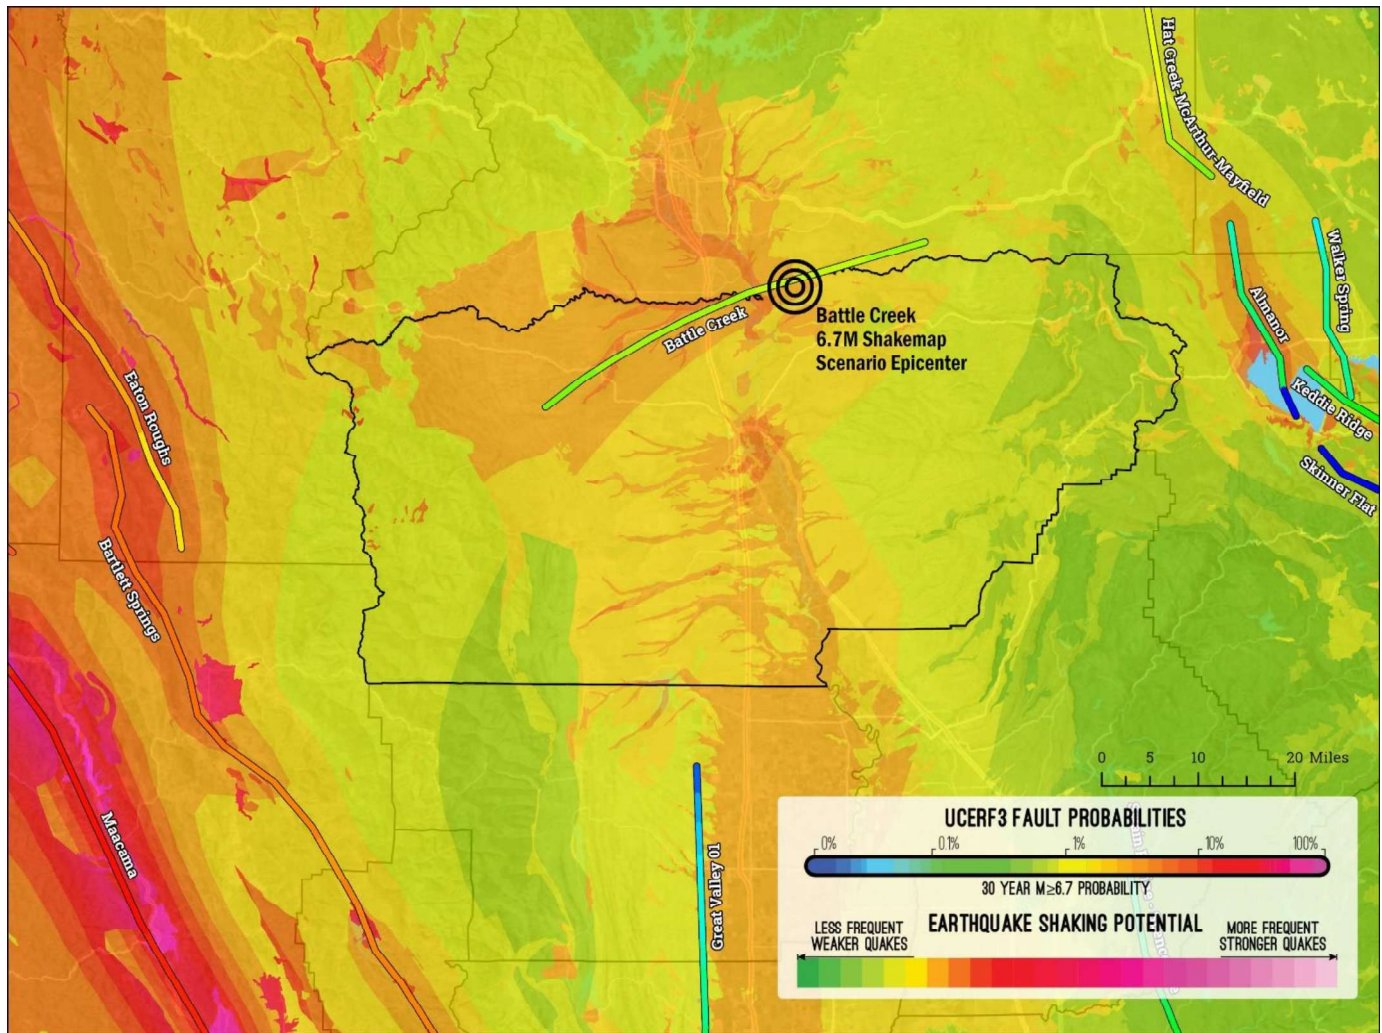 Hat Creek-McArthur-Mayfield
Walker Spring
Almanor
Keddie Ridge
Skinner Flat
Battle Creek
Battle Creek
6.7M Shakemap
Scenario Epicenter
Eaton Roughs
Bartlett Springs
Maacama
Great Valley 01
0 5 10 20 Miles
UCERF3 FAULT PROBABILITIES
0% 0.1% 1% 10% 100%
30 YEAR M≥6.7 PROBABILITY
EARTHQUAKE SHAKING POTENTIAL
LESS FREQUENT
WEAKER QUAKES
MORE FREQUENT
STRONGER QUAKES